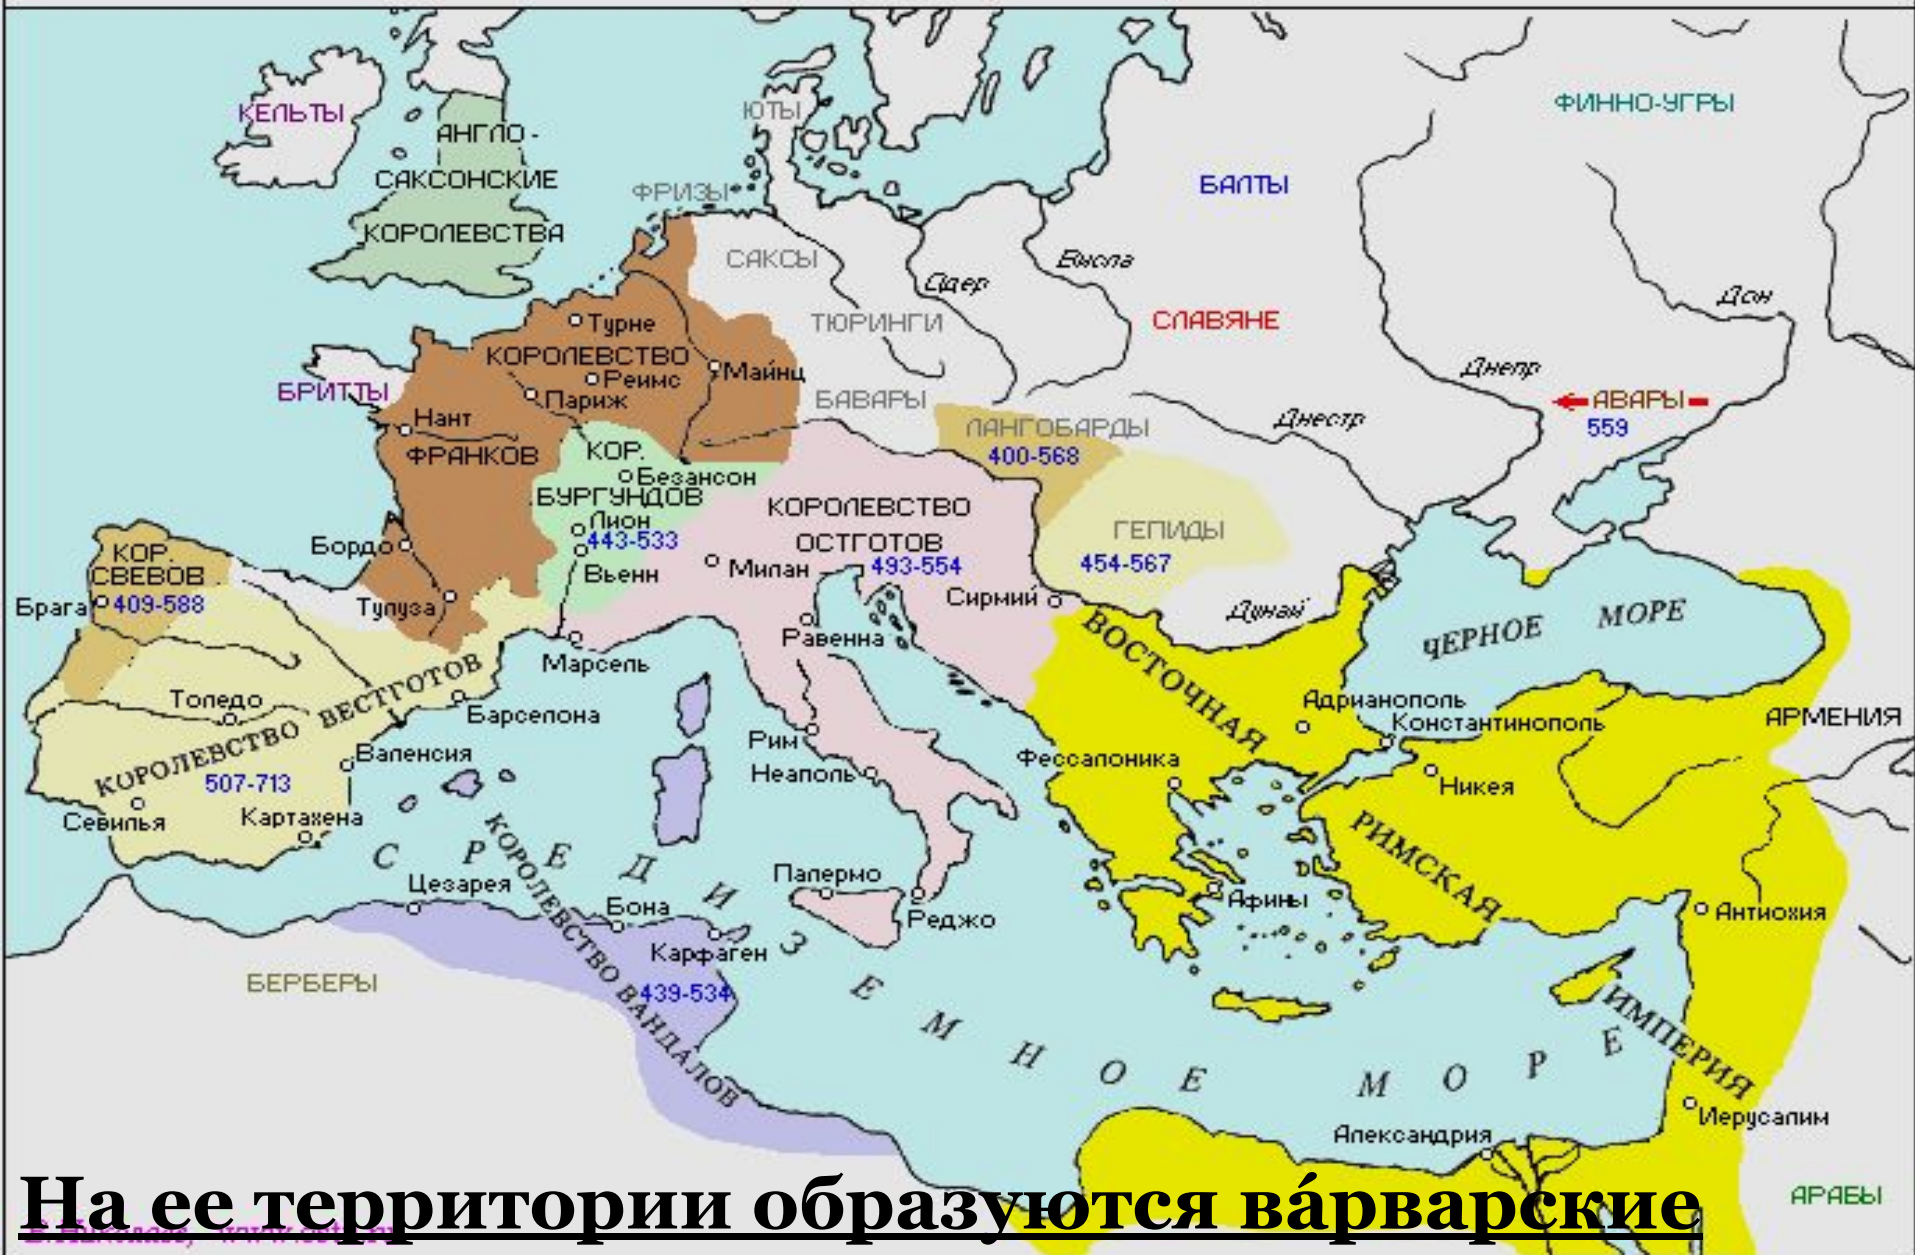 КЕЛЬТЫ
АНГЛО-
САКСОНСКИЕ
КОРОЛЕВСТВА
ЮТЫ
ФРИЗЫ
САКСЫ
ТЮРИНГИ
БАВАРЫ
БАЛТЫ
ФИННО-УГРЫ
СЛАВЯНЕ
Одер
Висла
Дон
Днепр
Днестр
АВАРЫ
559
БРИТТЫ
Турне
КОРОЛЕВСТВО
Реимс
Майнц
Париж
Нант
ФРАНКОВ
Бордо
Тулуза
КОР.
Безансон
БУРГУНДОВ
Лион
443-533
Вьенн
ЛАНГОБАРДЫ
400-568
ГЕПИДЫ
454-567
КОРОЛЕВСТВО
ОСТГОТОВ
493-554
Милан
Сирмий
Равенна
Марсель
Рим
Неаполь
Палермо
Реджо
КОР.
СВЕВОВ
Брага
409-588
КОРОЛЕВСТВО ВЕСТГОТОВ
507-713
Толедо
Барселона
Валенсия
Севилья
Картахена
Дунай
ЧЕРНОЕ МОРЕ
ВОСТОЧНАЯ
РИМСКАЯ
ИМПЕРИЯ
Адрианополь
Константинополь
АРМЕНИЯ
Фессалоника
Никея
Афины
Антиохия
Иерусалим
Александрия
АРАБЫ
СРЕДИЗЕМНОЕ МОРЕ
КОРОЛЕВСТВО ВАНДАЛОВ
439-534
Цезарея
Бона
Карфаген
БЕРБЕРЫ
На ее территории образуются ва́рварские